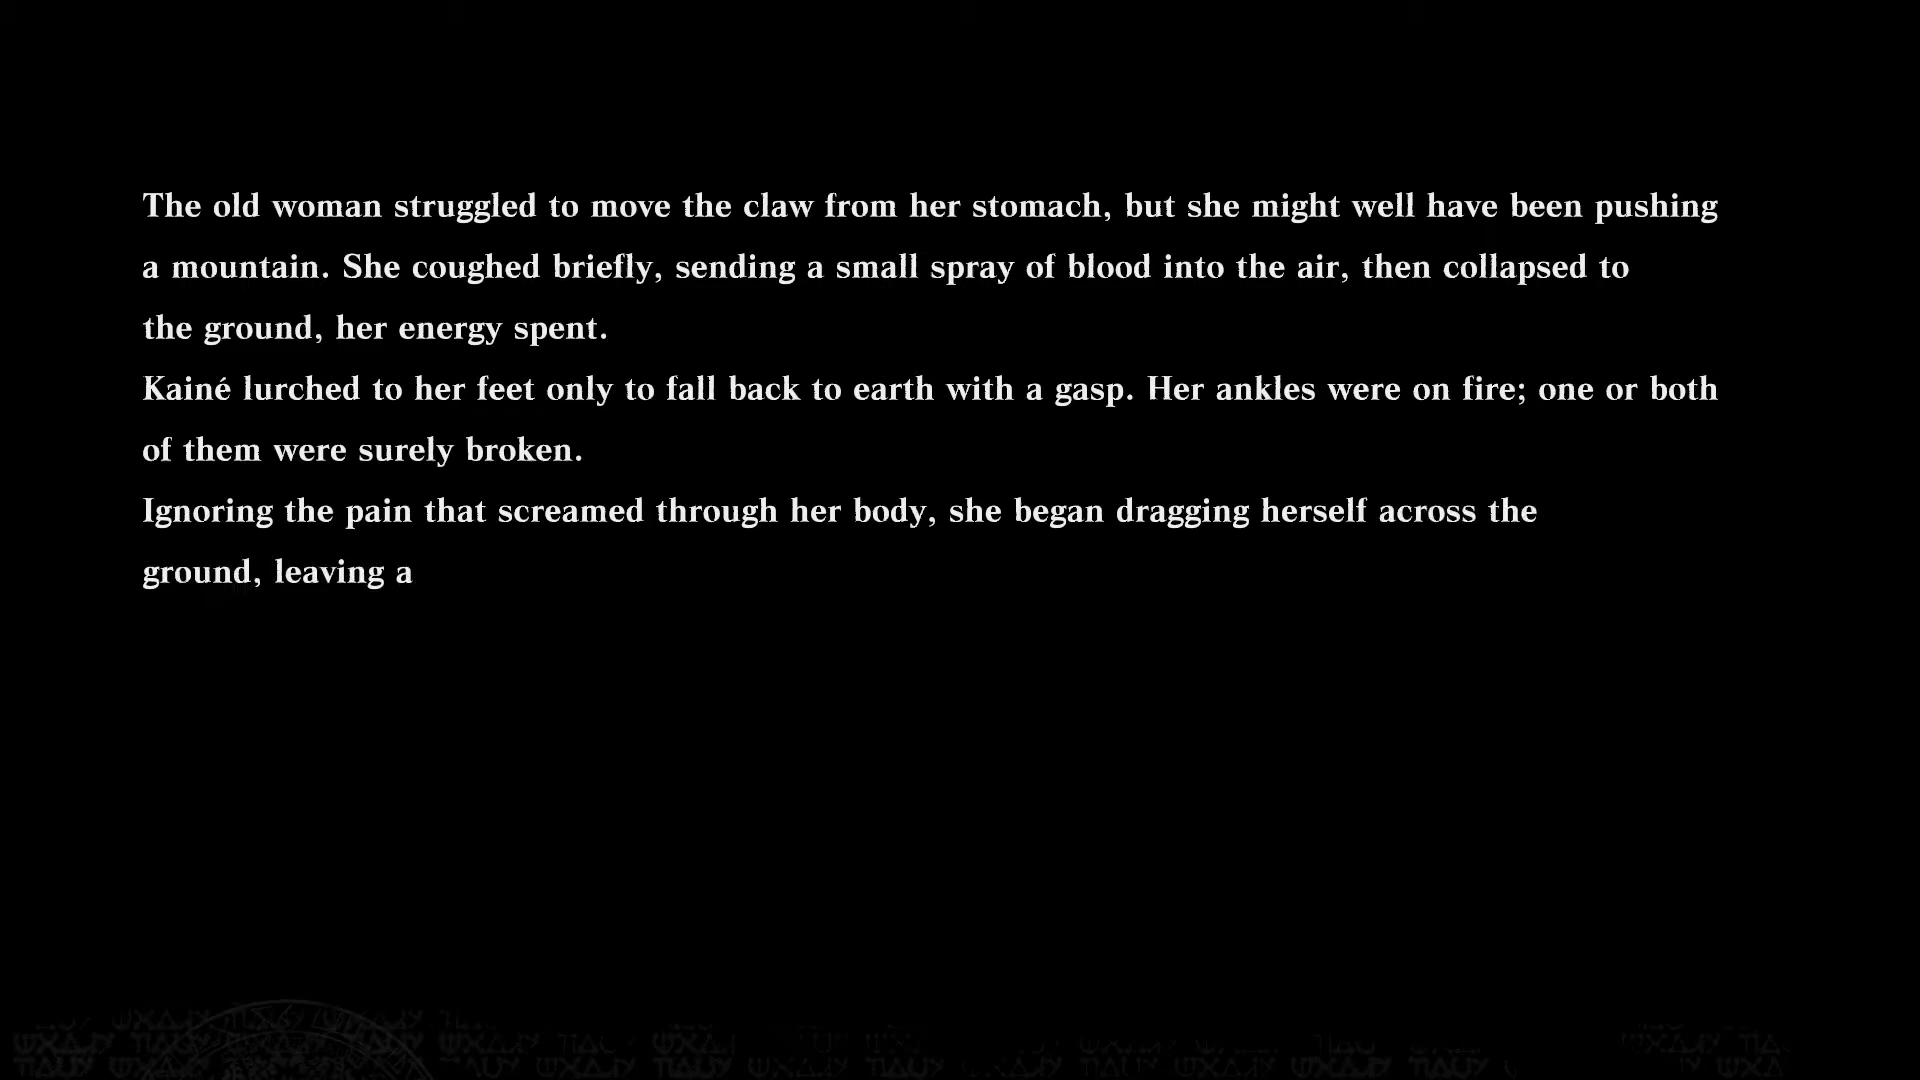 The old woman struggled to move the claw from her stomach, but she might well have been pushing
a mountain. She coughed briefly, sending a small spray of blood into the air, then collapsed to
the ground, her energy spent.
Kainé lurched to her feet only to fall back to earth with a gasp. Her ankles were on fire; one or both
of them were surely broken.
Ignoring the pain that screamed through her body, she began dragging herself across the
ground, leaving a